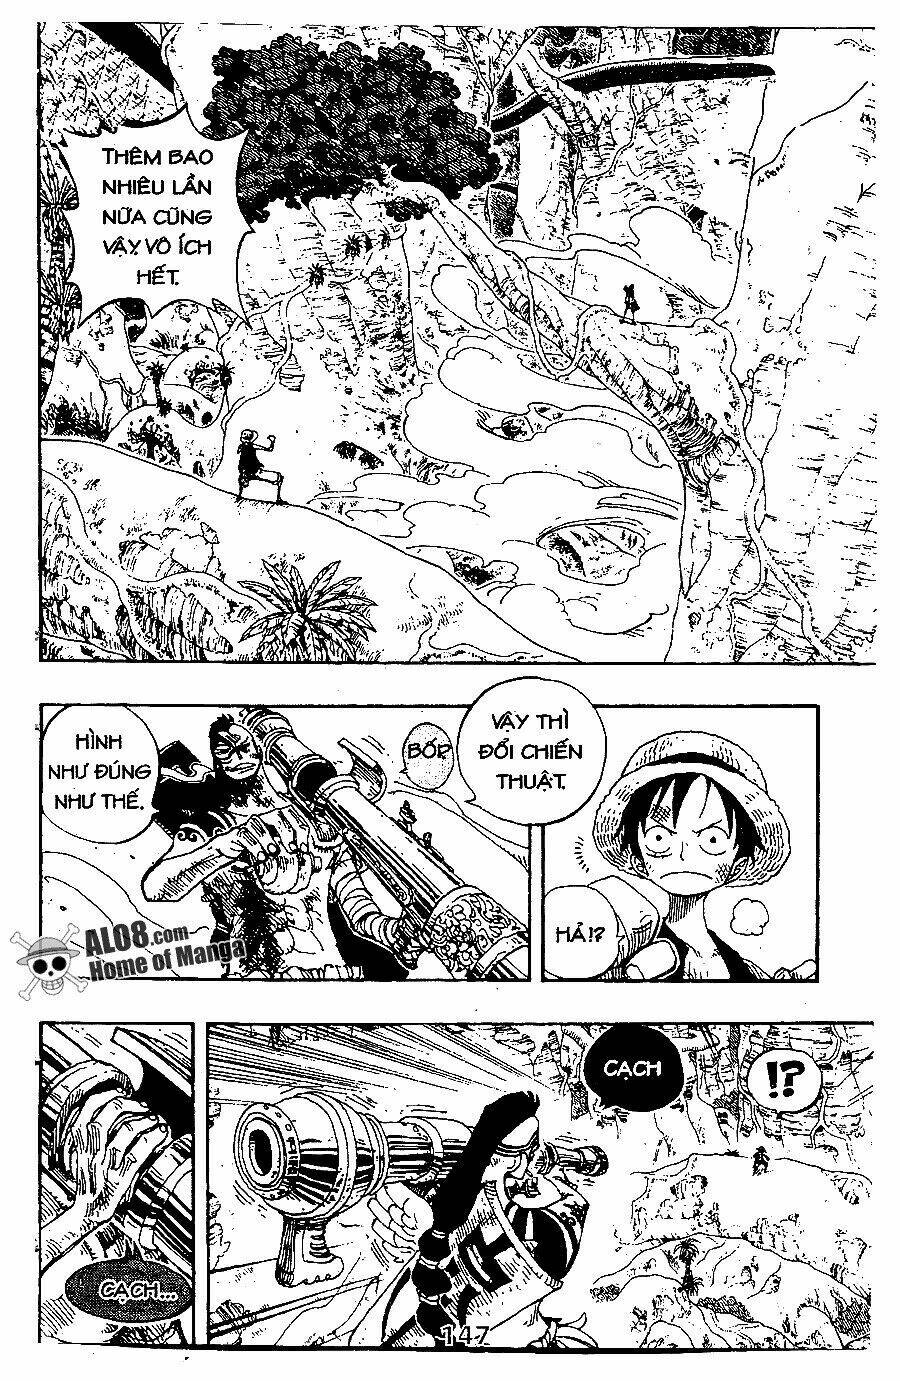 THÊM BAO
NHIÊU LẦN
NỮA CŨNG
VẬY, VÔ ÍCH
HẾT.
HÌNH
NHƯ ĐÚNG
NHƯ THẾ.
BỐP
VẬY THÌ
ĐỔI CHIẾN
THUẬT.
HẢ!?
AL08.com
Home of Manga
CẠCH...
CẠCH
!?
147